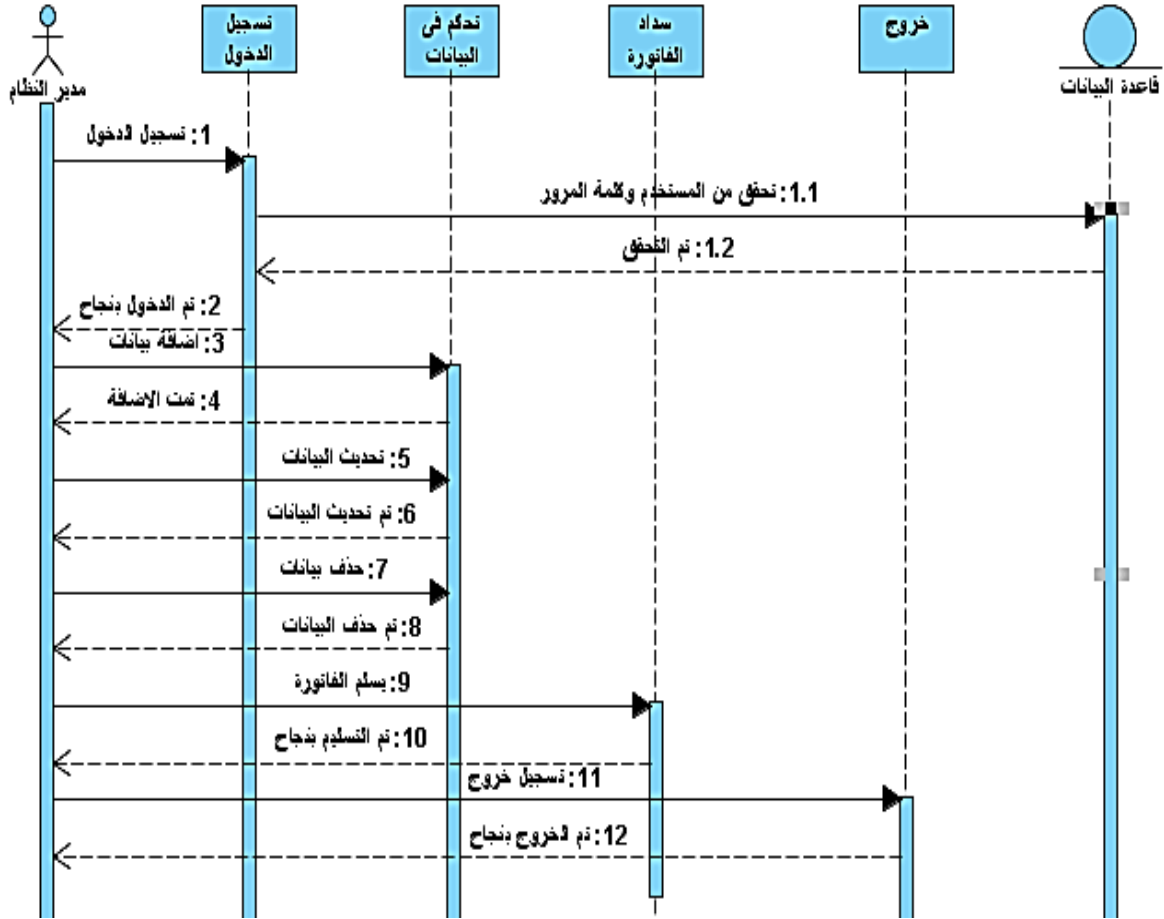 تسجيل
الدخول
تحكم فى
البيانات
سداد
الفاتورة
خروج
مدير النظام
قاعدة البيانات
1: تسجيل الدخول
1.1: تحقق من المستخدم وكلمة المرور
1.2: تم التحقق
2: تم الدخول بنجاح
3: اضافة بيانات
4: تمت الاضافة
5: تحديث البيانات
6: تم تحديث البيانات
7: حذف بيانات
8: تم حذف البيانات
9: يسلم الفاتورة
10: تم التسليم بنجاح
11: تسجيل خروج
12: تم الخروج بنجاح